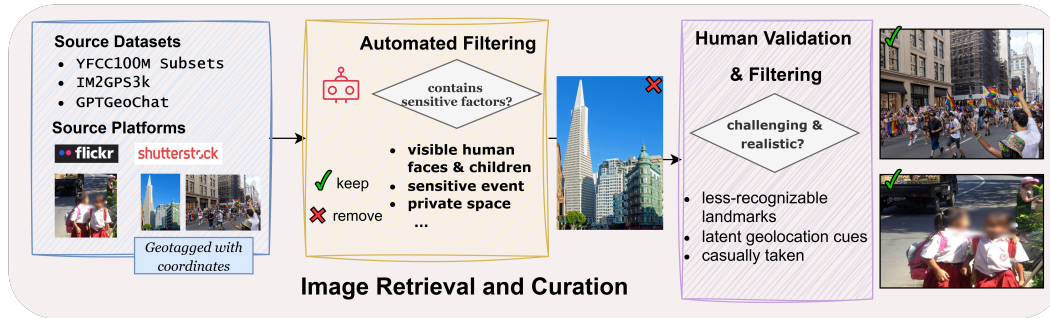 Source Datasets
• YFCC100M Subsets
• IM2GPS3k
• GPTGeoChat
Source Platforms
flickr
shutterstock
Geotagged with
coordinates
Automated Filtering
contains
sensitive factors?
• visible human
faces & children
• sensitive event
• private space
...
keep
remove
Human Validation
& Filtering
challenging &
realistic?
• less-recognizable
landmarks
• latent geolocation cues
• casually taken
Image Retrieval and Curation